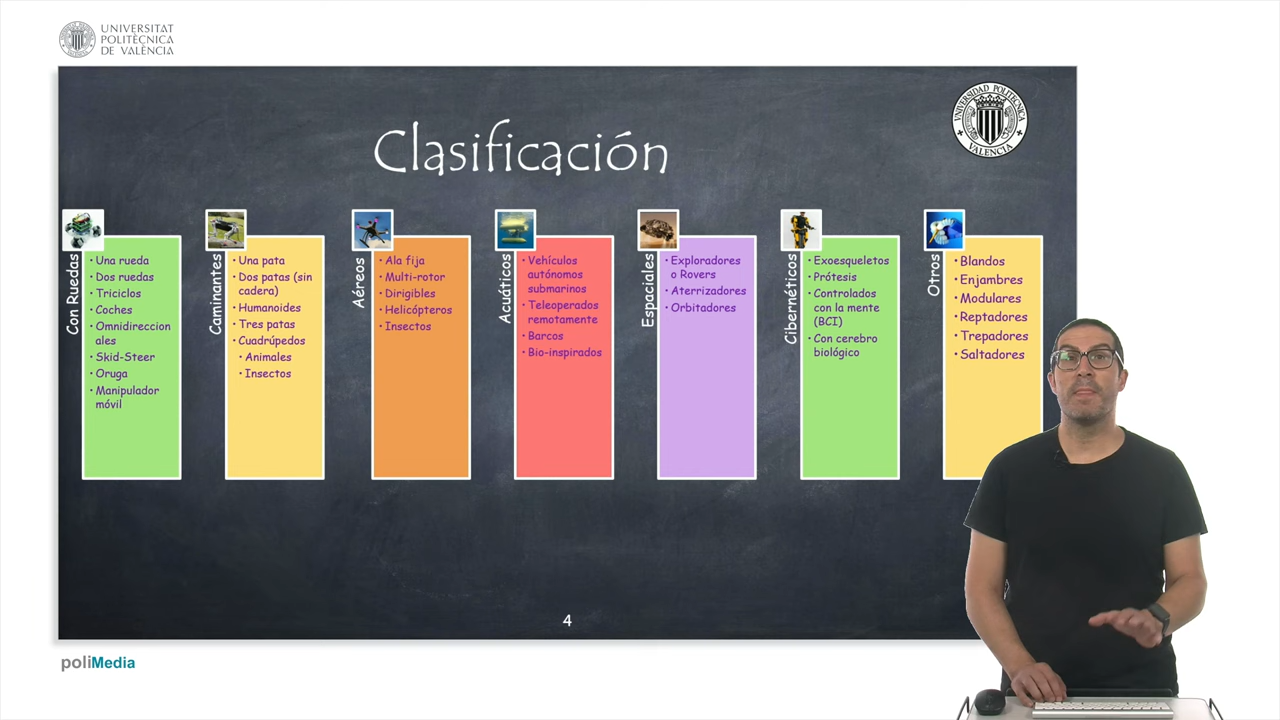 UNIVERSITAT
POLITÈCNICA
DE VALÈNCIA
UNIVERSIDAD POLITECNICA
VALENCIA
Clasificación
Con Ruedas
• Una rueda
• Dos ruedas
• Triciclos
• Coches
• Omnidireccion
ales
• Skid-Steer
• Oruga
• Manipulador
móvil
Caminantes
• Una pata
• Dos patas (sin
cadera)
• Humanoides
• Tres patas
• Cuadrúpedos
• Animales
• Insectos
Aéreos
• Ala fija
• Multi-rotor
• Dirigibles
• Helicópteros
• Insectos
Acuáticos
• Vehículos
autónomos
submarinos
• Teleoperados
remotamente
• Barcos
• Bio-inspirados
Espaciales
• Exploradores
o Rovers
• Aterrizadores
• Orbitadores
Cibernéticos
• Exoesqueletos
• Prótesis
• Controlados
con la mente
(BCI)
• Con cerebro
biológico
Otros
• Blandos
• Enjambres
• Modulares
• Reptadores
• Trepadores
• Saltadores
4
poliMedia